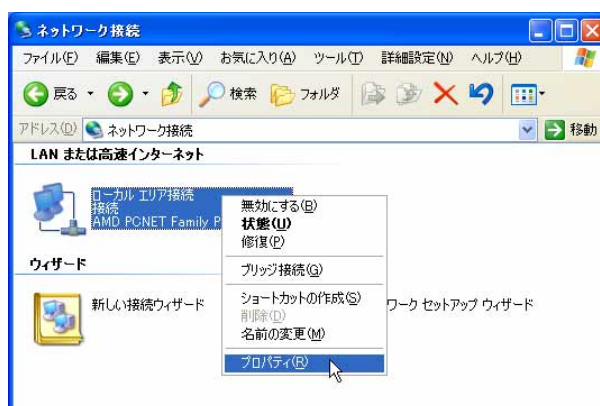 ネットワーク接続
ファイル(F) 編集(E) 表示(V) お気に入り(A) ツール(T) 詳細設定(N) ヘルプ(H)
戻る 検索 フォルダ
アドレス(D) ネットワーク接続 移動
LAN または高速インターネット
ローカル エリア接続
接続
AMD PCNET Family P
無効にする(B)
状態(U)
修復(P)
ブリッジ接続(G)
ショートカットの作成(S)
削除(D)
名前の変更(M)
プロパティ(R)
ウィザード
新しい接続ウィザード
ワーク セットアップ ウィザード